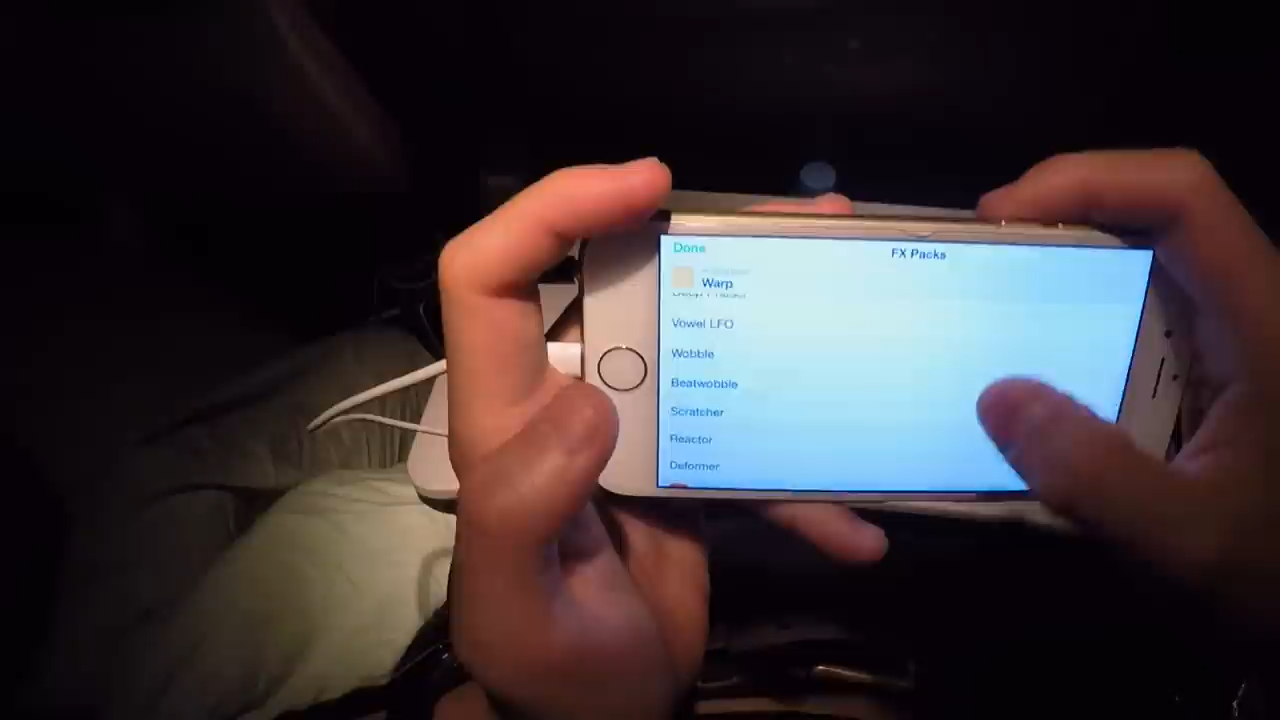 Done
FX Packs
Warp
Vowel LFO
Wobble
Beatwobble
Scratcher
Reactor
Deformer